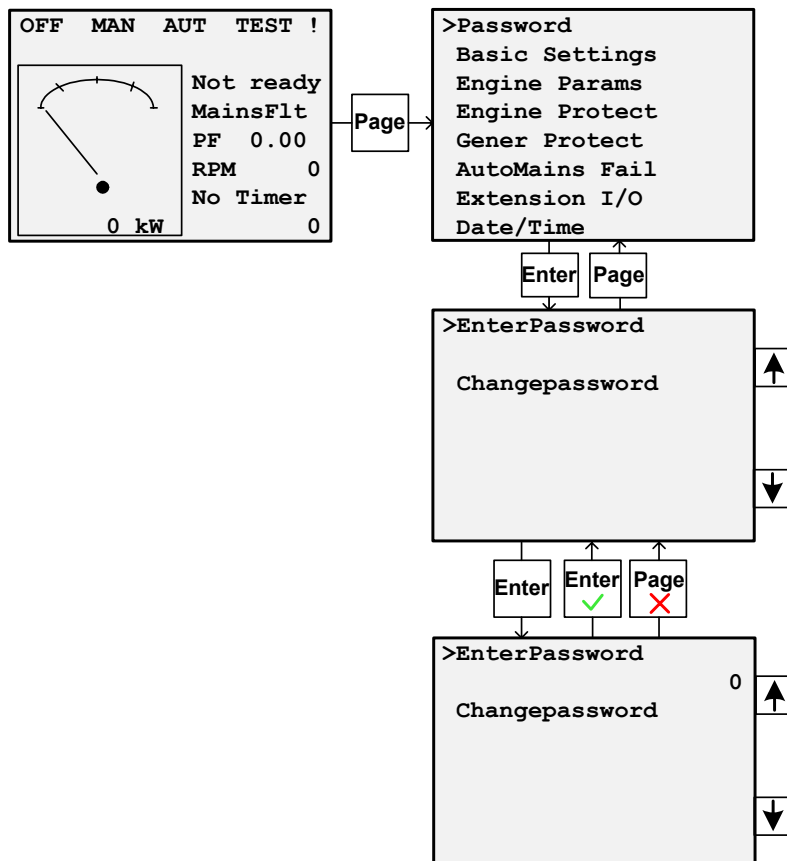 OFF MAN AUT TEST !
Not ready
MainsFlt
PF 0.00
RPM 0
No Timer
0 kW 0
Page
>Password
Basic Settings
Engine Params
Engine Protect
Gener Protect
AutoMains Fail
Extension I/O
Date/Time
Enter Page
>EnterPassword
Changepassword
Enter Enter Page
>EnterPassword
0
Changepassword